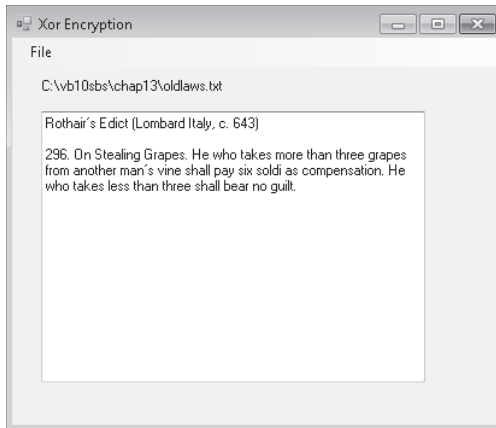 Xor Encryption
File
C:\vb10sbs\chap13\oldlaws.txt
Rothair´s Edict (Lombard Italy, c. 643)
296. On Stealing Grapes. He who takes more than three grapes
from another man´s vine shall pay six soldi as compensation. He
who takes less than three shall bear no guilt.